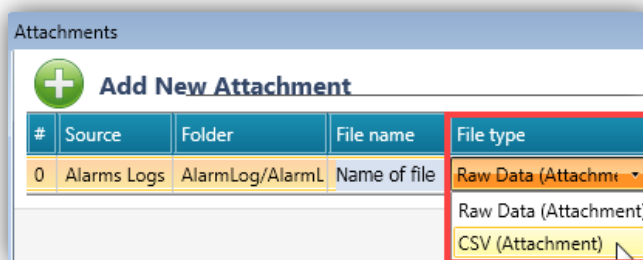 Attachments
Add New Attachment
# Source Folder File name File type
0 Alarms Logs AlarmLog/AlarmL Name of file Raw Data (Attachme
Raw Data (Attachment)
CSV (Attachment)